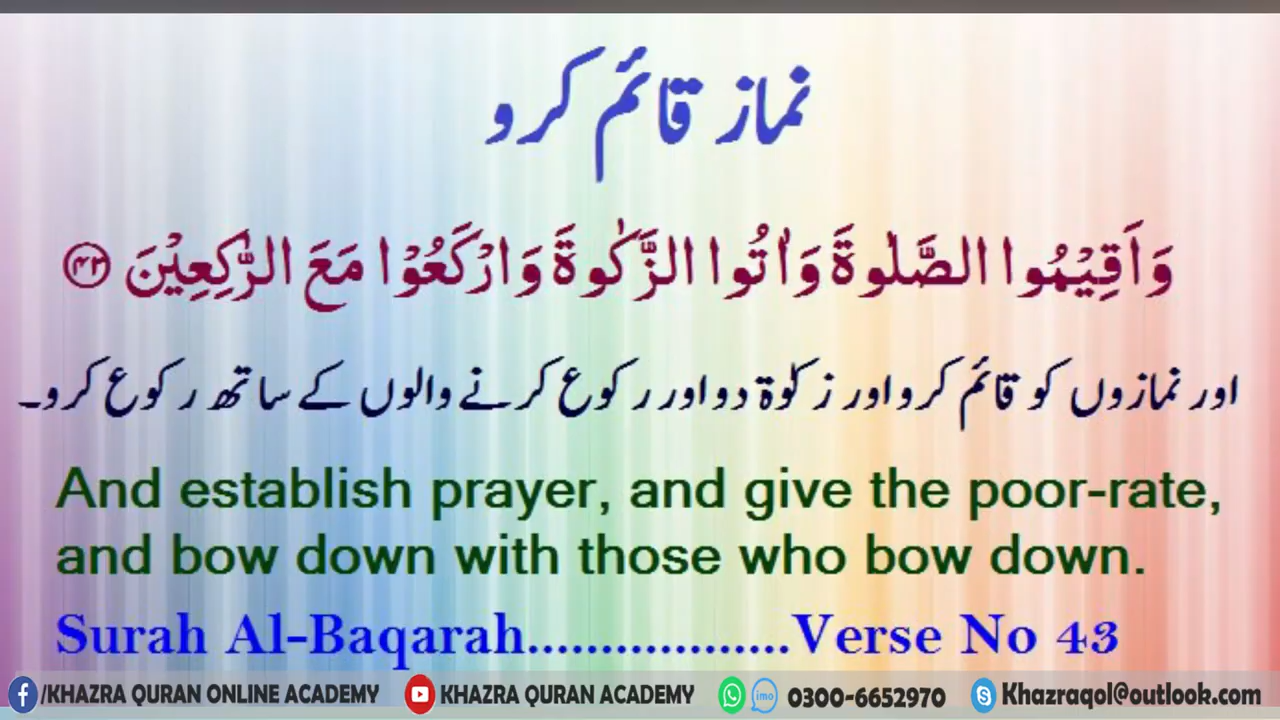 نماز قائم کرو
وَاَقِيْمُوا الصَّلٰوةَ وَاٰتُوا الزَّكٰوةَ وَارْكَعُوْا مَعَ الرّٰكِعِيْنَ ۝۴۳
اور نمازوں کو قائم کرو اور زکوٰۃ دو اور رکوع کرنے والوں کے ساتھ رکوع کرو۔
And establish prayer, and give the poor-rate,
and bow down with those who bow down.
Surah Al-Baqarah..................Verse No 43
/KHAZRA QURAN ONLINE ACADEMY KHAZRA QURAN ACADEMY imo 0300-6652970 Khazraqol@outlook.com